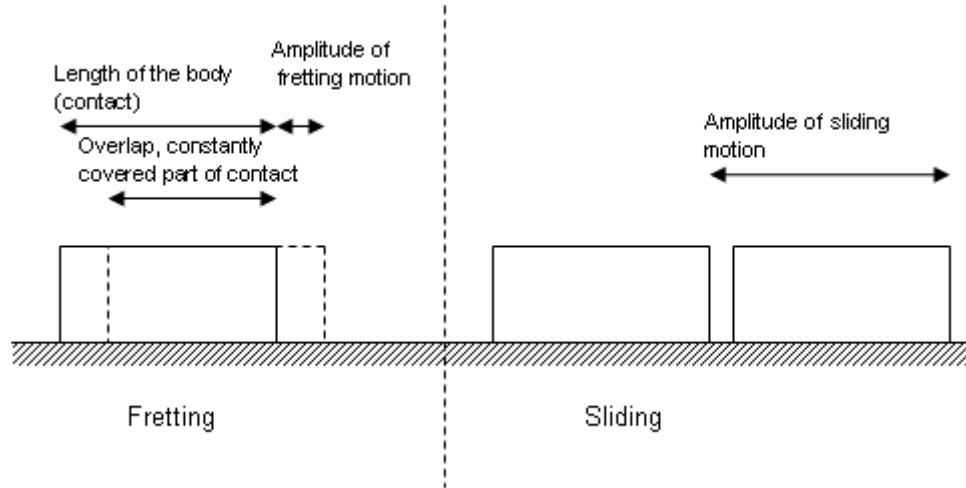 Amplitude of
fretting motion
Length of the body
(contact)
Overlap, constantly
covered part of contact
Amplitude of sliding
motion
Fretting
Sliding